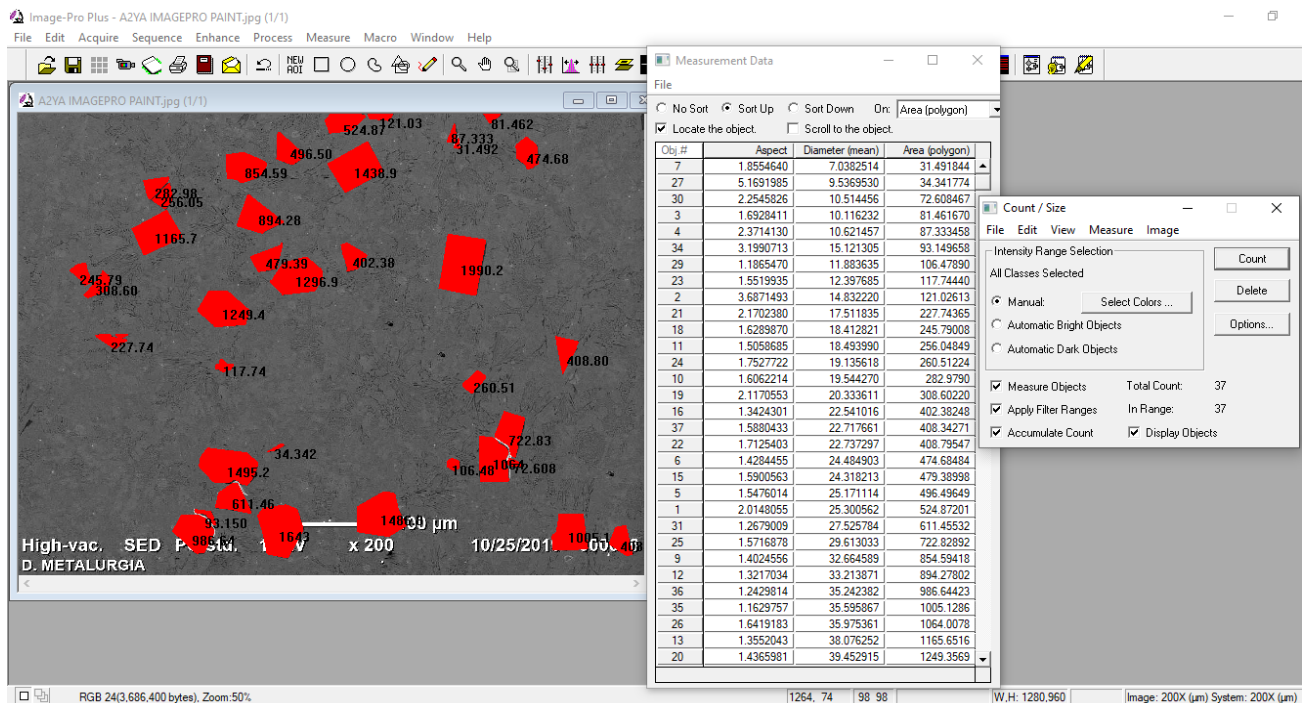 Image-Pro Plus - A2YA IMAGEPRO PAINT.jpg (1/1)
File Edit Acquire Sequence Enhance Process Measure Macro Window Help
NEW AOI
A2YA IMAGEPRO PAINT.jpg (1/1)
524.87 121.03 81.462
87.333
31.492
496.50
474.68
854.59 1438.9
282.98
256.05
894.28
1165.7
479.39 402.38
1990.2
245.79 1296.9
308.60
1249.4
227.74
408.80
117.74
260.51
722.83
34.342
1495.2 106.48 1064 72.608
611.46
93.150 µm
986.64 1643 1005.1
High-vac. SED x 200 10/25/201
D. METALURGIA
Measurement Data
File
No Sort Sort Up Sort Down On: Area (polygon)
Locate the object. Scroll to the object.
Obj.# Aspect Diameter (mean) Area (polygon)
7 1.8554640 7.0382514 31.491844
27 5.1691985 9.5369530 34.341774
30 2.2545826 10.514456 72.608467
3 1.6928411 10.116232 81.461670
4 2.3714130 10.621457 87.333458
34 3.1990713 15.121305 93.149658
29 1.1865470 11.883635 106.47890
23 1.5519935 12.397685 117.74440
2 3.6871493 14.832220 121.02613
21 2.1702380 17.511835 227.74365
18 1.6289870 18.412821 245.79008
11 1.5058685 18.493990 256.04849
24 1.7527722 19.135618 260.51224
10 1.6062214 19.544270 282.9790
19 2.1170553 20.333611 308.60220
16 1.3424301 22.541016 402.38248
37 1.5880433 22.717661 408.34271
22 1.7125403 22.737297 408.79547
6 1.4284455 24.484903 474.68484
15 1.5900563 24.318213 479.38998
5 1.5476014 25.171114 496.49649
1 2.0148055 25.300562 524.87201
31 1.2679009 27.525784 611.45532
25 1.5716878 29.613033 722.82892
9 1.4024556 32.664589 854.59418
12 1.3217034 33.213871 894.27802
36 1.2429814 35.242382 986.64423
35 1.1629757 35.595867 1005.1286
26 1.6419183 35.975361 1064.0078
13 1.3552043 38.076252 1165.6516
20 1.4365981 39.452915 1249.3569
Count / Size
File Edit View Measure Image
Intensity Range Selection
All Classes Selected
Manual: Select Colors ...
Automatic Bright Objects
Automatic Dark Objects
Count
Delete
Options...
Measure Objects Total Count: 37
Apply Filter Ranges In Range: 37
Accumulate Count Display Objects
RGB 24(3,686,400 bytes), Zoom:50% 1264, 74 98 98 W,H: 1280,960 Image: 200X (µm) System: 200X (µm)